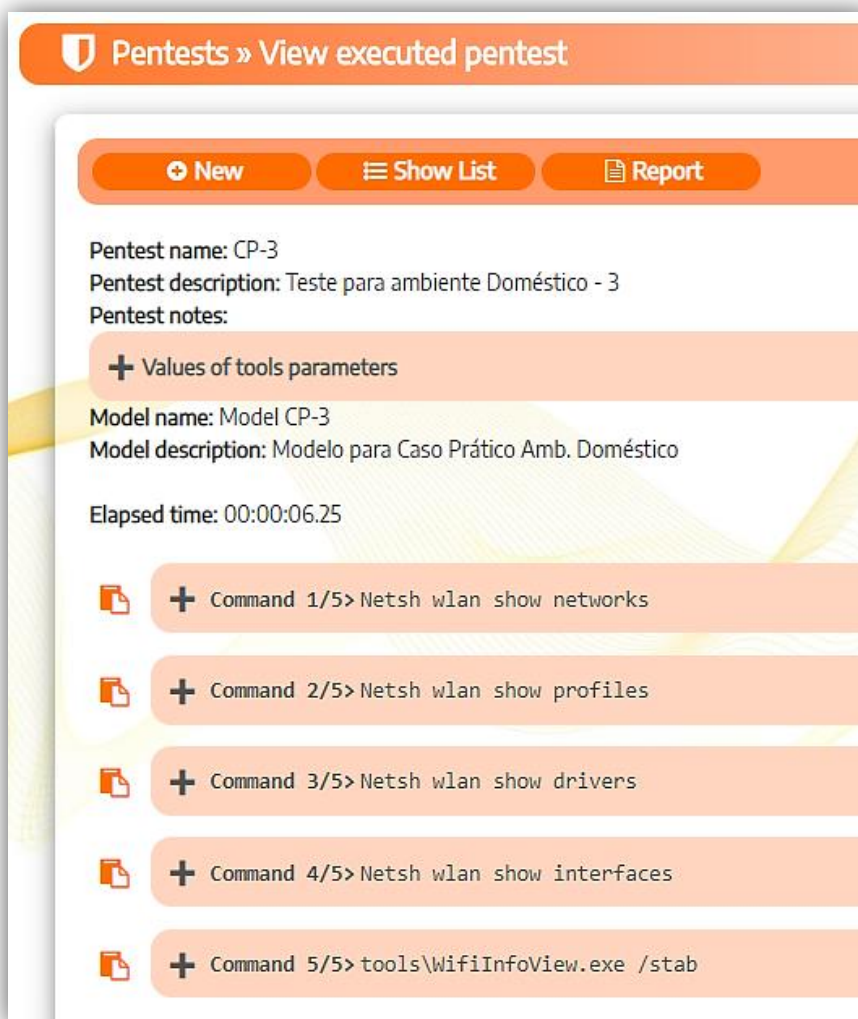 Pentests » View executed pentest
New Show List Report
Pentest name: CP-3
Pentest description: Teste para ambiente Doméstico - 3
Pentest notes:
Values of tools parameters
Model name: Model CP-3
Model description: Modelo para Caso Prático Amb. Doméstico
Elapsed time: 00:00:06.25
Command 1/5> Netsh wlan show networks
Command 2/5> Netsh wlan show profiles
Command 3/5> Netsh wlan show drivers
Command 4/5> Netsh wlan show interfaces
Command 5/5> tools\WifiInfoView.exe /stab